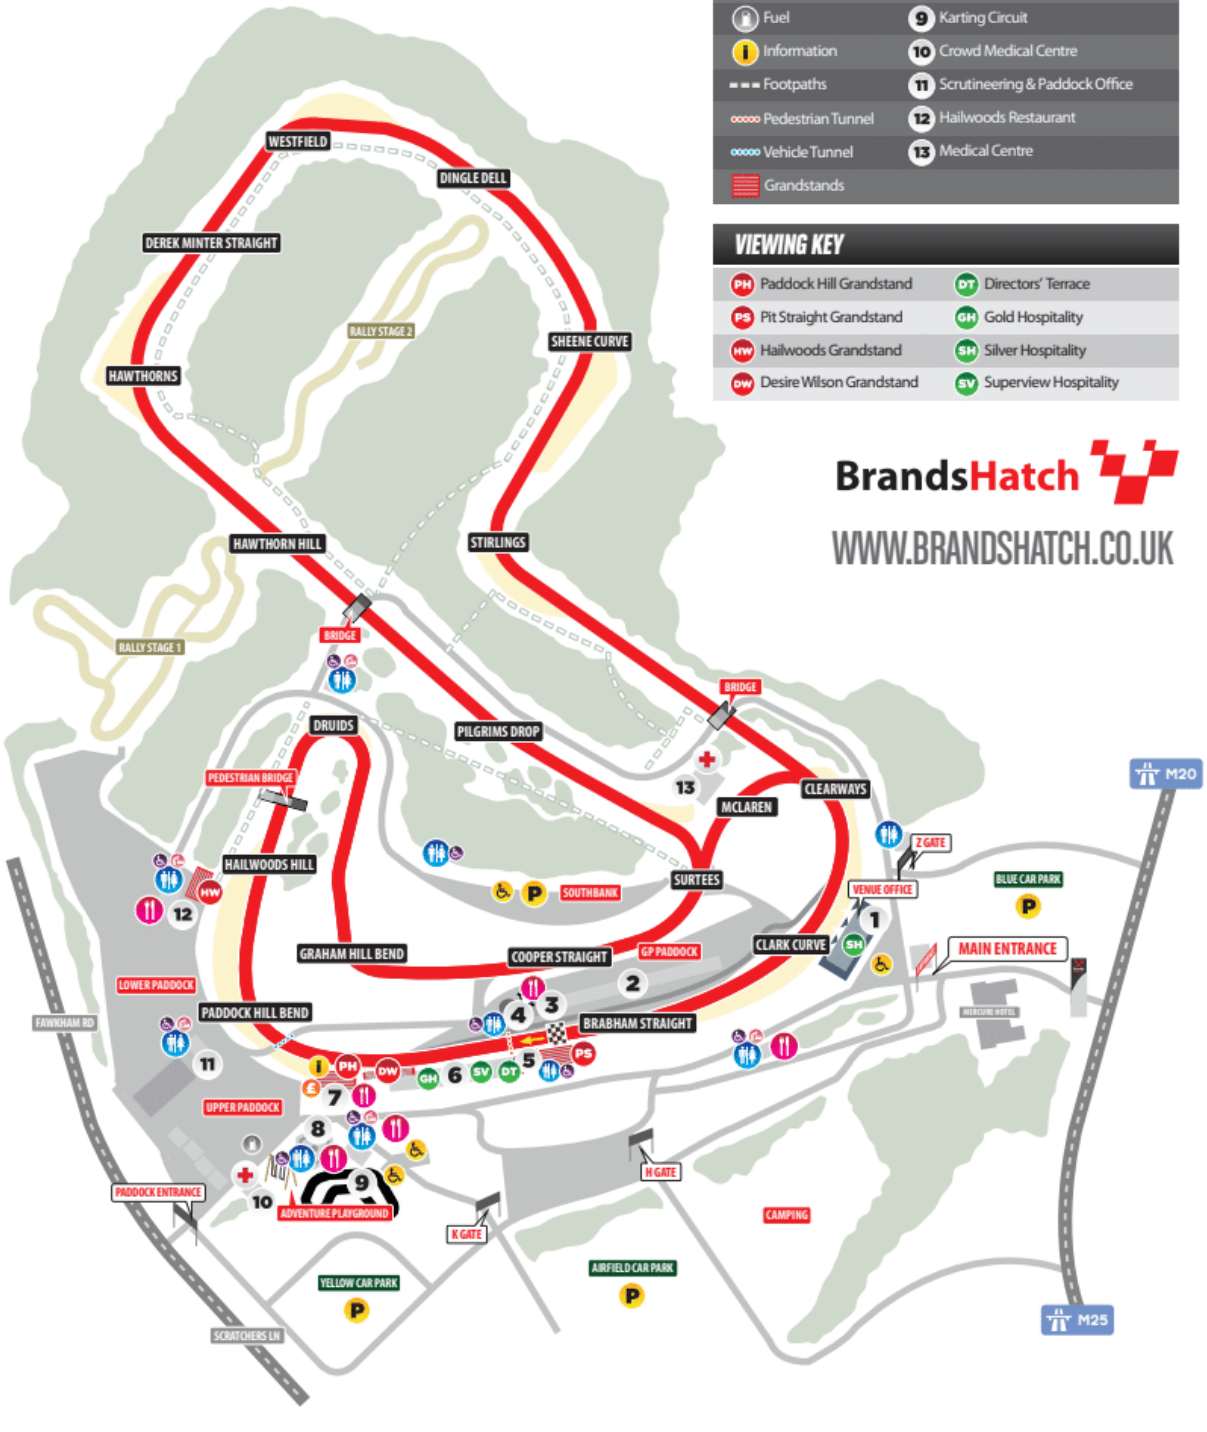 Fuel
9 Karting Circuit
i Information
10 Crowd Medical Centre
Footpaths
11 Scrutineering & Paddock Office
Pedestrian Tunnel
12 Hailwoods Restaurant
Vehicle Tunnel
13 Medical Centre
Grandstands
VIEWING KEY
PH Paddock Hill Grandstand
DT Directors' Terrace
PS Pit Straight Grandstand
GH Gold Hospitality
HW Hailwoods Grandstand
SH Silver Hospitality
DW Desire Wilson Grandstand
SV Superview Hospitality
BrandsHatch
WWW.BRANDSHATCH.CO.UK
WESTFIELD
DINGLE DELL
DEREK MINTER STRAIGHT
RALLY STAGE 2
SHEENE CURVE
HAWTHORNS
HAWTHORN HILL
STIRLINGS
BRIDGE
RALLY STAGE 1
BRIDGE
DRUIDS
PILGRIMS DROP
M20
PEDESTRIAN BRIDGE
13
CLEARWAYS
MCLAREN
Z GATE
HAILWOODS HILL
SURTEES
BLUE CAR PARK
P
HW
P
SOUTHBANK
VENUE OFFICE
12
1
GRAHAM HILL BEND
COOPER STRAIGHT
GP PADDOCK
CLARK CURVE
SH
MAIN ENTRANCE
LOWER PADDOCK
2
PADDOCK HILL BEND
3
4
MERCURE HOTEL
FAWKHAM RD
BRABHAM STRAIGHT
11
i
PH
DW
GH
6
SV
DT
5
PS
£
7
UPPER PADDOCK
8
H GATE
9
PADDOCK ENTRANCE
10
ADVENTURE PLAYGROUND
K GATE
CAMPING
YELLOW CAR PARK
P
AIRFIELD CAR PARK
P
SCRATCHERS LN
M25